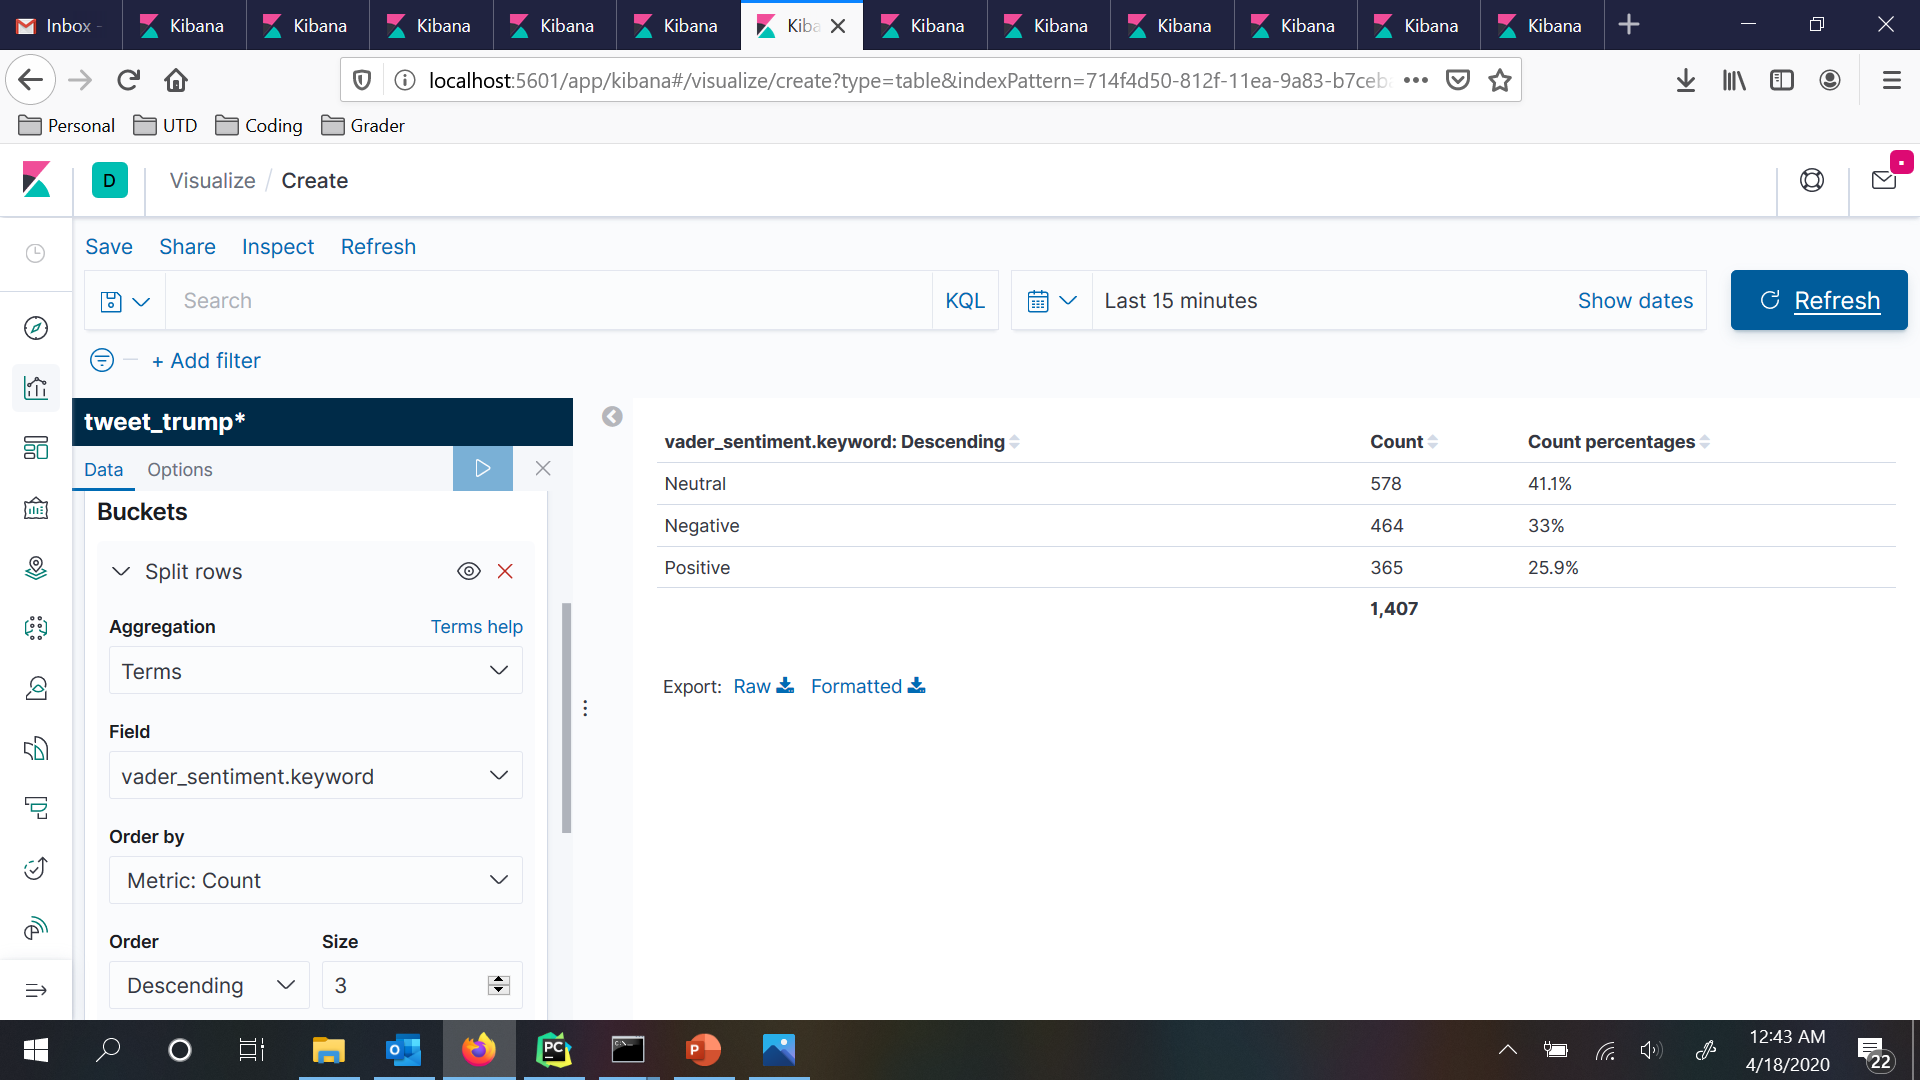 Inbox - Kibana Kibana Kibana Kibana Kibana Kiba Kibana Kibana Kibana Kibana Kibana Kibana
localhost:5601/app/kibana#/visualize/create?type=table&indexPattern=714f4d50-812f-11ea-9a83-b7ceb
Personal UTD Coding Grader
D Visualize / Create
Save Share Inspect Refresh
Search KQL Last 15 minutes Show dates Refresh
+ Add filter
tweet_trump*
Data Options
Buckets
Split rows
Aggregation Terms help
Terms
Field
vader_sentiment.keyword
Order by
Metric: Count
Order Size
Descending 3
vader_sentiment.keyword: Descending Count Count percentages
Neutral 578 41.1%
Negative 464 33%
Positive 365 25.9%
1,407
Export: Raw Formatted
12:43 AM
4/18/2020
22